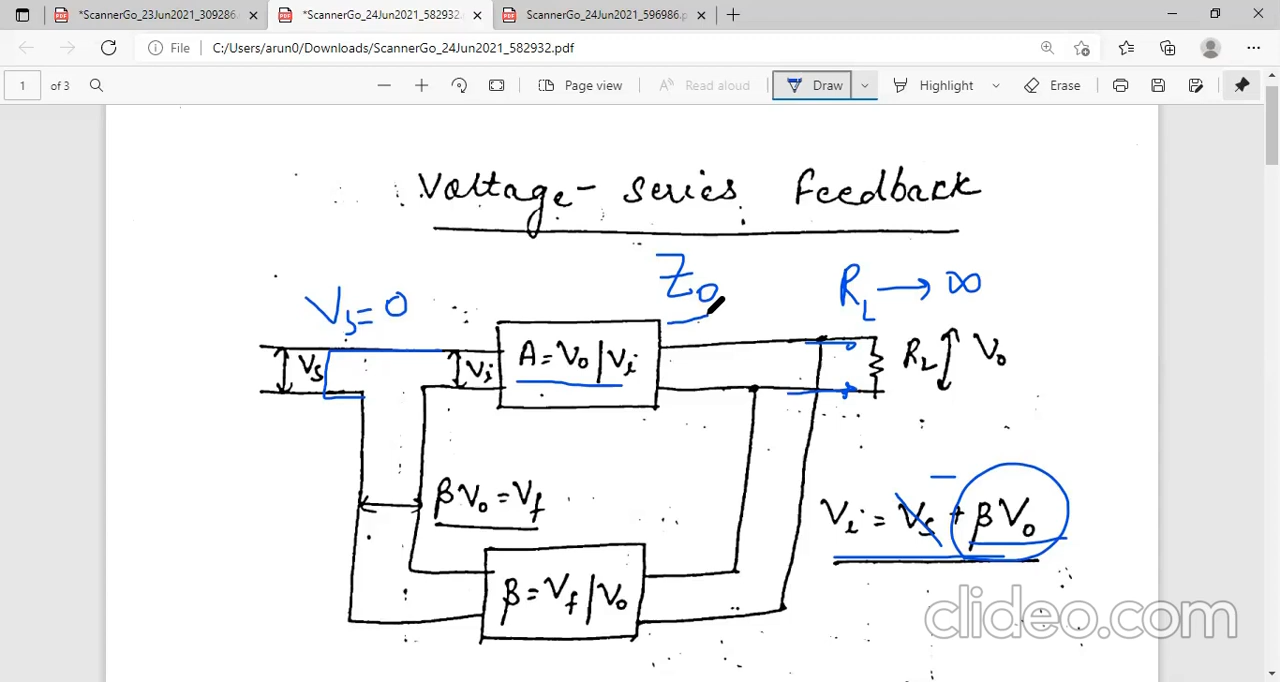 *ScannerGo_23Jun2021_309286.
*ScannerGo_24Jun2021_582932.
ScannerGo_24Jun2021_596986.p
File C:/Users/arun0/Downloads/ScannerGo_24Jun2021_582932.pdf
1 of 3 Page view Read aloud Draw Highlight Erase
Voltage - series Feedback
Zo RL → ∞
Vs = 0
Vs Vi A = Vo | Vi RL Vo
βVo = Vf
Vi = Vs + βVo
−
β = Vf | Vo
clideo.com